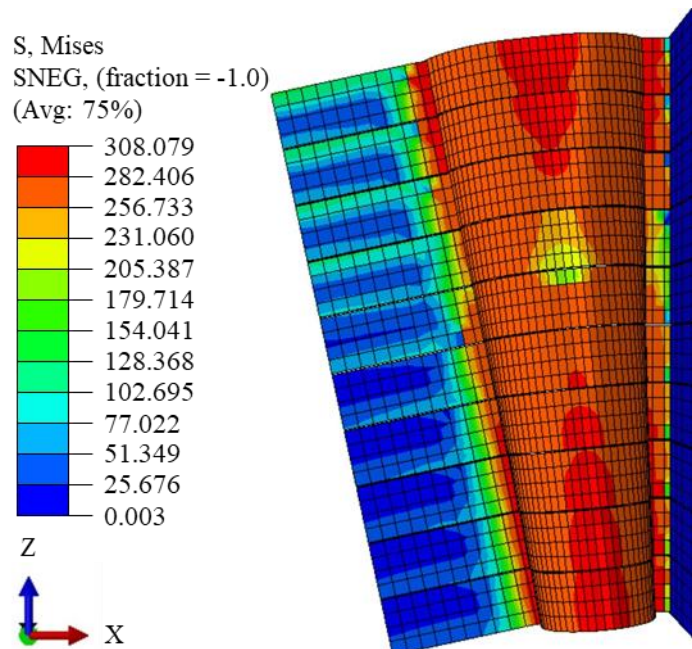 S, Mises
SNEG, (fraction = -1.0)
(Avg: 75%)
308.079
282.406
256.733
231.060
205.387
179.714
154.041
128.368
102.695
77.022
51.349
25.676
0.003
Z
X